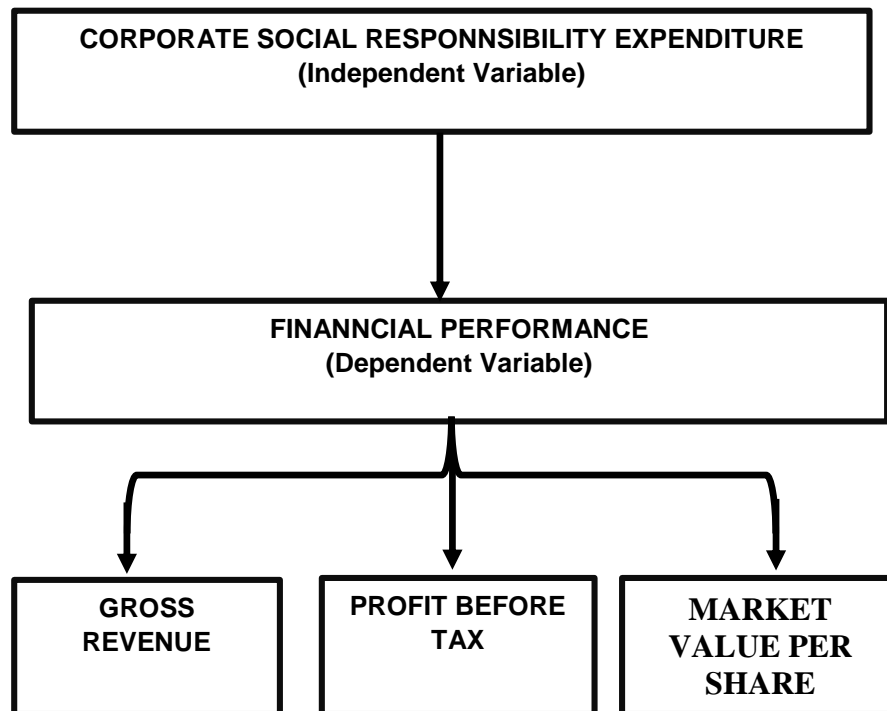 CORPORATE SOCIAL RESPONNSIBILITY EXPENDITURE
(Independent Variable)
FINANNCIAL PERFORMANCE
(Dependent Variable)
GROSS
REVENUE
PROFIT BEFORE
TAX
MARKET
VALUE PER
SHARE